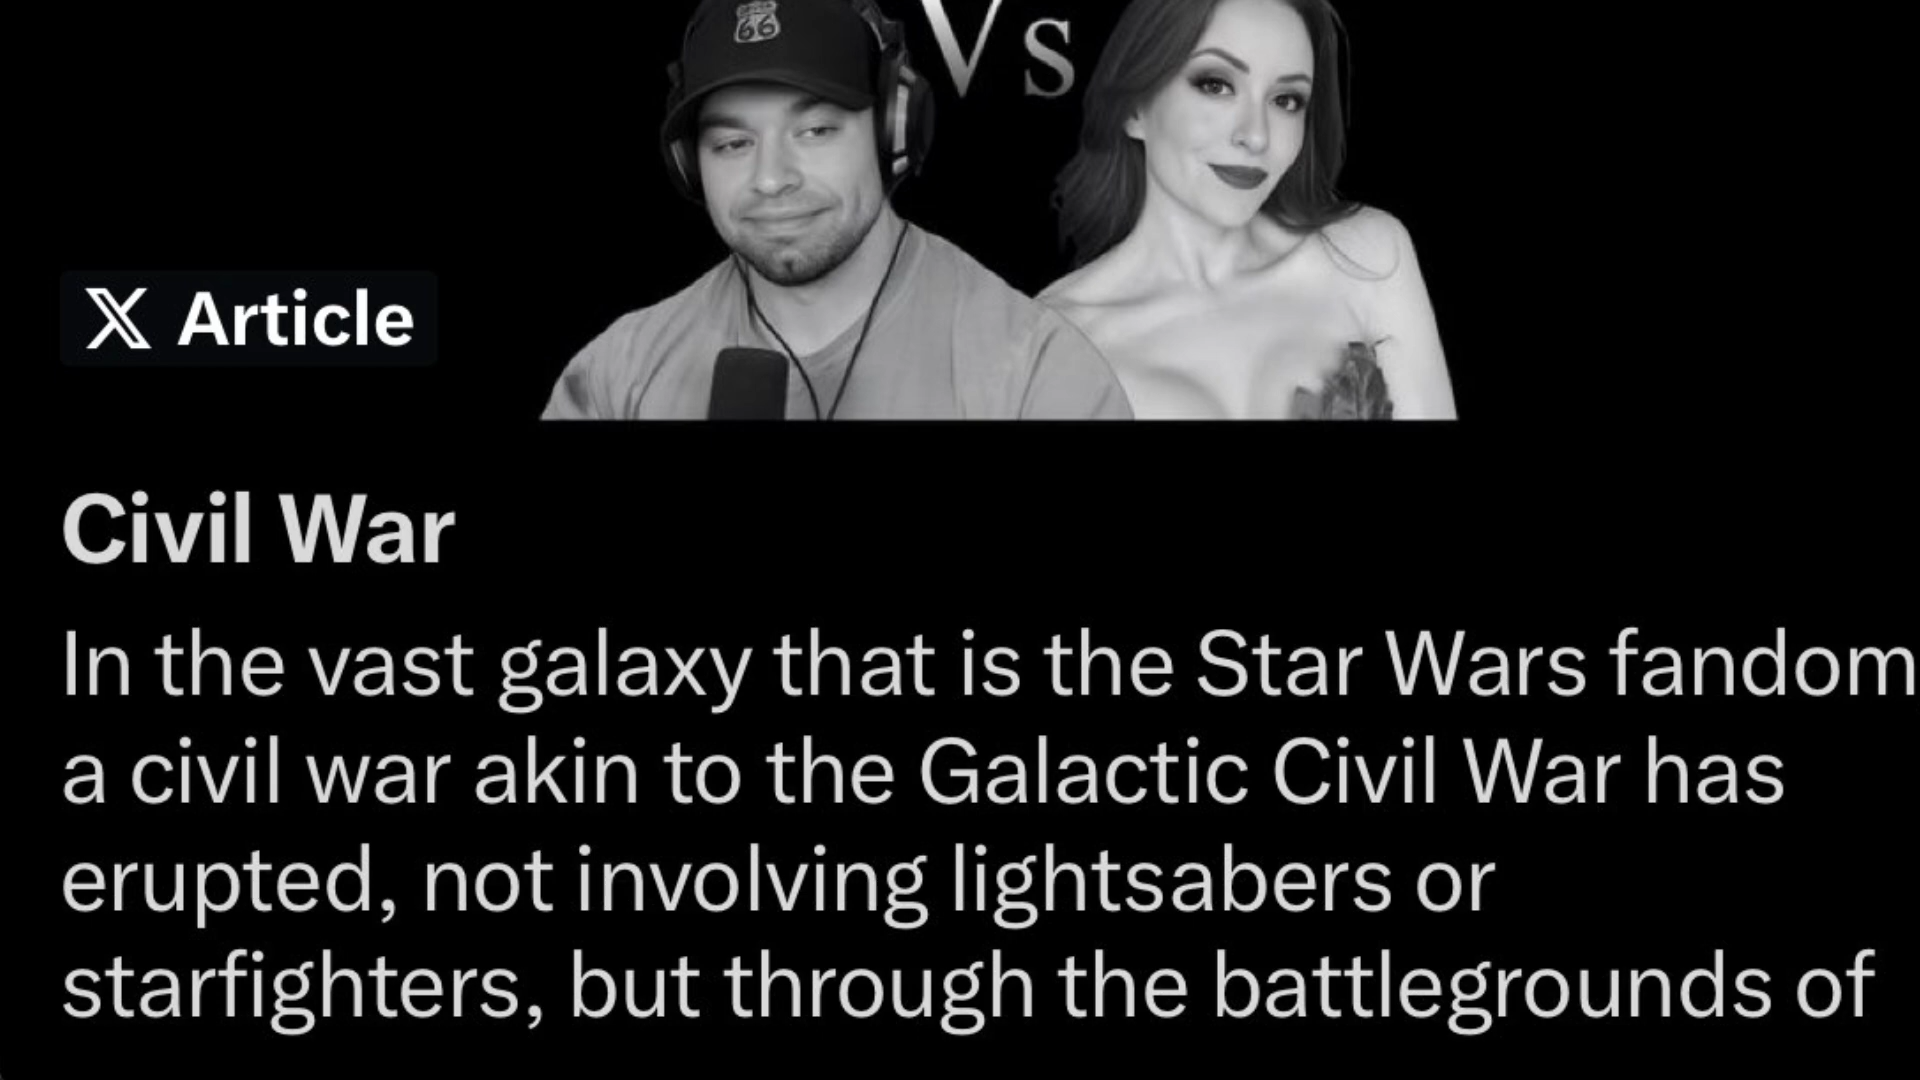 66
Vs
X Article
Civil War
In the vast galaxy that is the Star Wars fandom
a civil war akin to the Galactic Civil War has
erupted, not involving lightsabers or
starfighters, but through the battlegrounds of